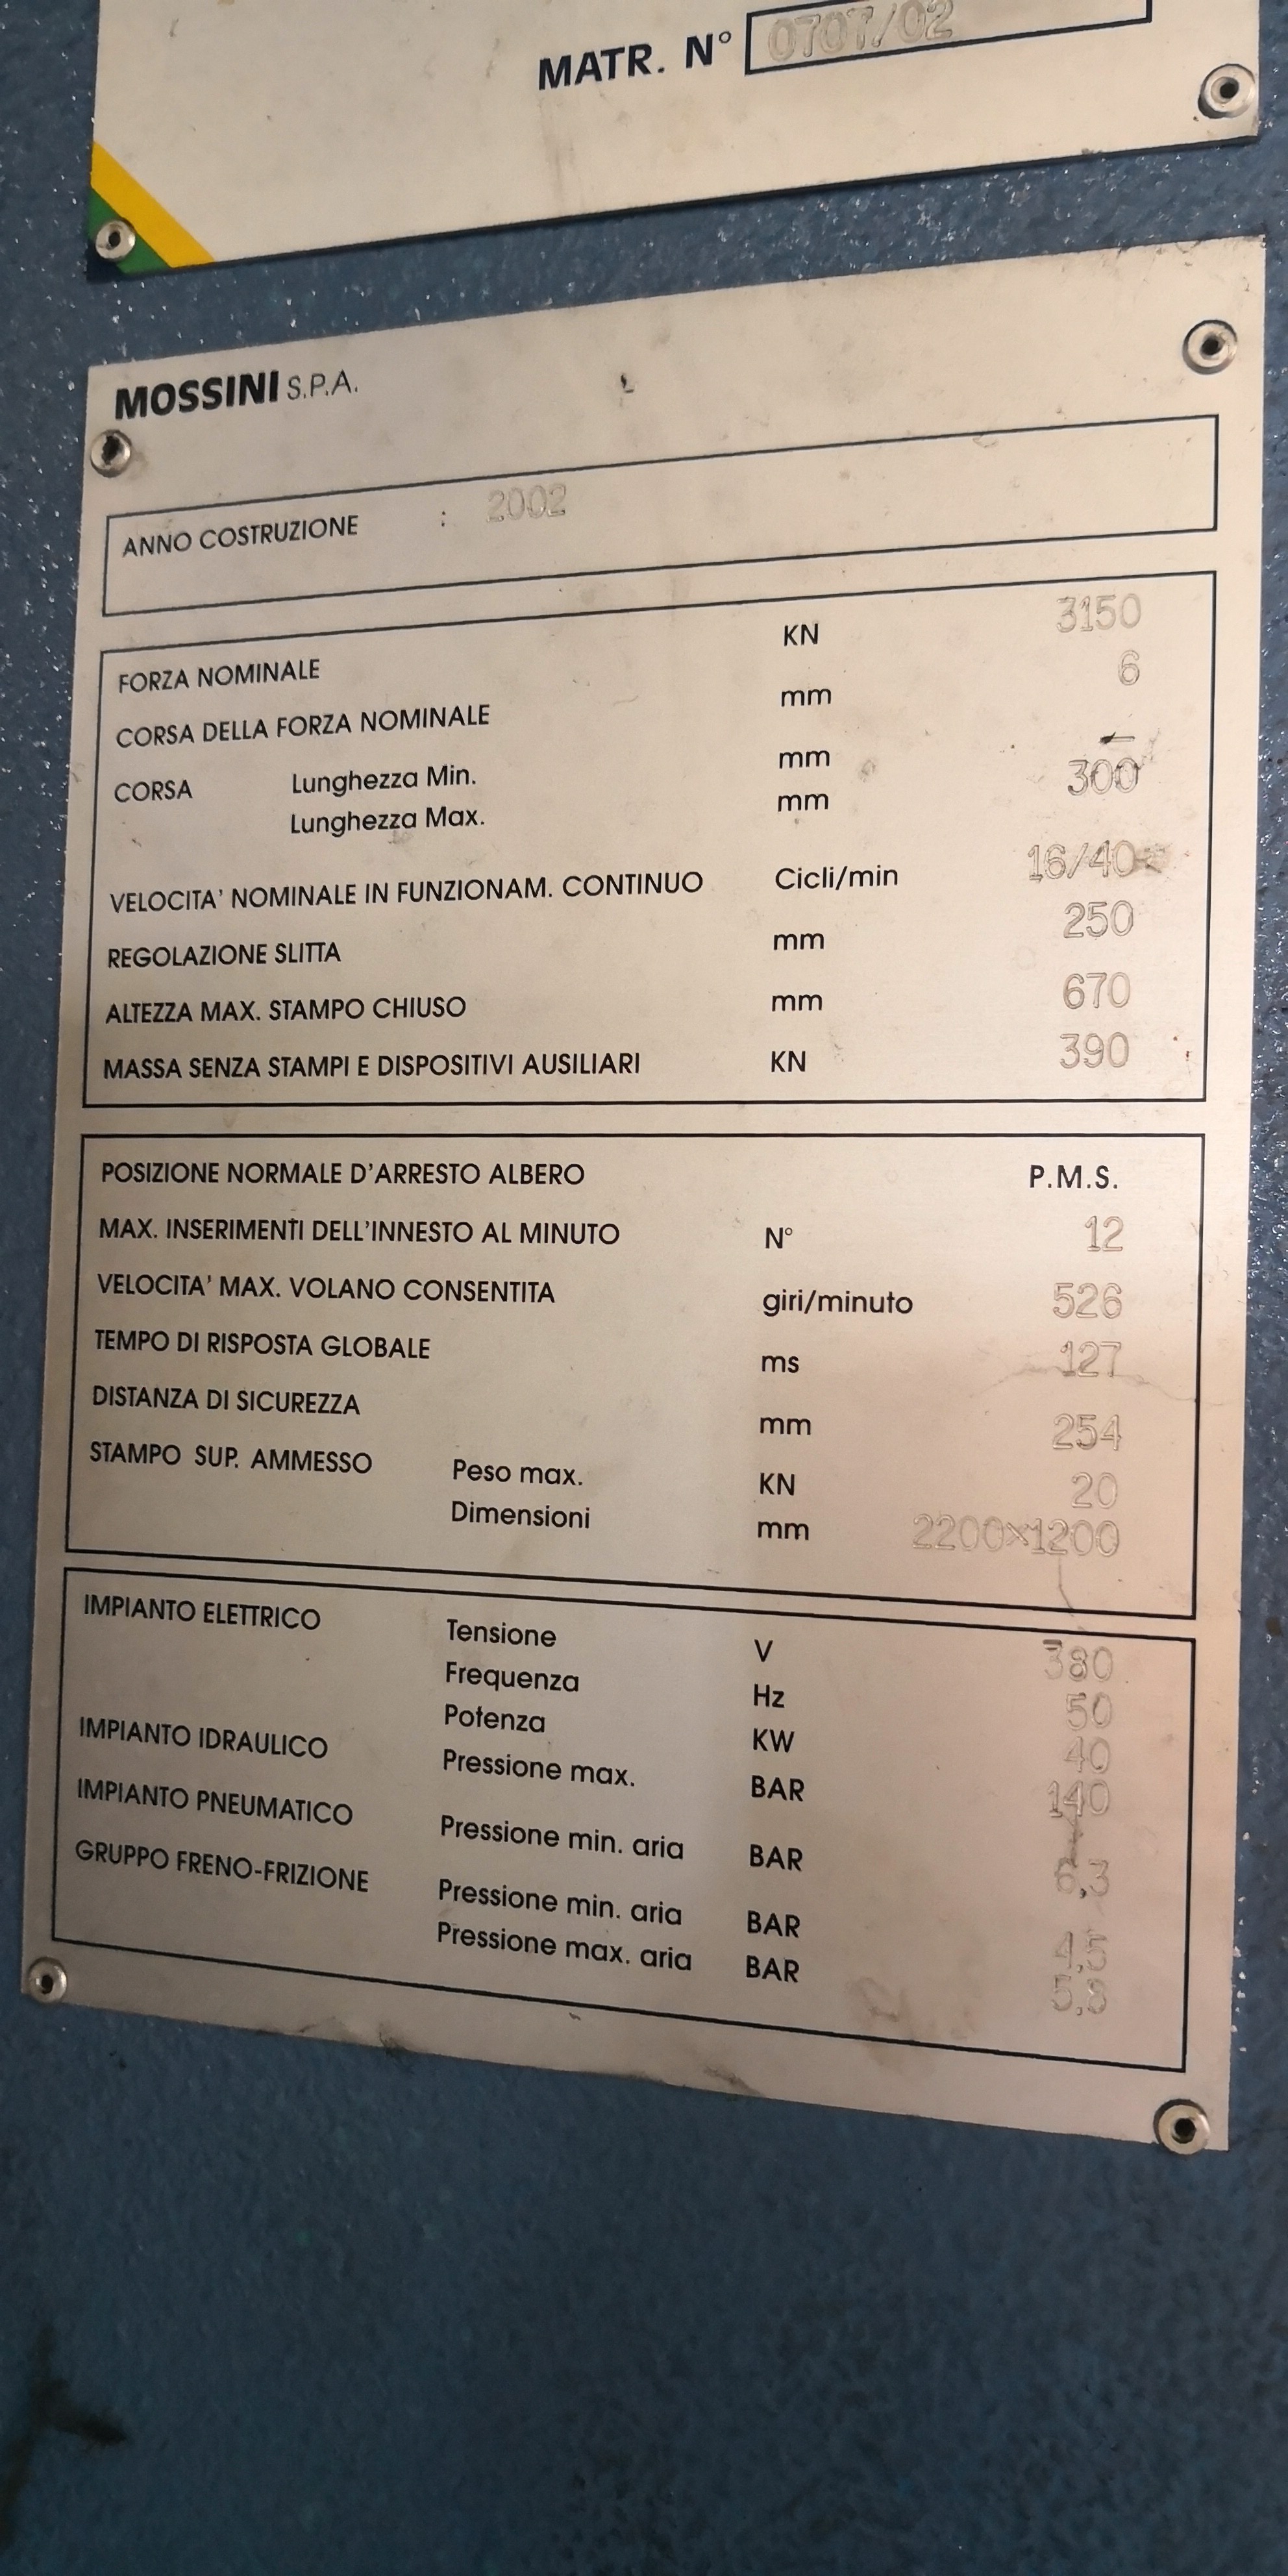 MATR. N° 070T/02
MOSSINI S.P.A.
ANNO COSTRUZIONE : 2002
FORZA NOMINALE KN 3150
CORSA DELLA FORZA NOMINALE mm 6
CORSA Lunghezza Min. mm –
Lunghezza Max. mm 300
VELOCITA' NOMINALE IN FUNZIONAM. CONTINUO Cicli/min 16/40
REGOLAZIONE SLITTA mm 250
ALTEZZA MAX. STAMPO CHIUSO mm 670
MASSA SENZA STAMPI E DISPOSITIVI AUSILIARI KN 390
POSIZIONE NORMALE D'ARRESTO ALBERO P.M.S.
MAX. INSERIMENTI DELL'INNESTO AL MINUTO N° 12
VELOCITA' MAX. VOLANO CONSENTITA giri/minuto 526
TEMPO DI RISPOSTA GLOBALE ms 127
DISTANZA DI SICUREZZA mm 254
STAMPO SUP. AMMESSO Peso max. KN 20
Dimensioni mm 2200x1200
IMPIANTO ELETTRICO Tensione V 380
Frequenza Hz 50
Potenza KW 40
IMPIANTO IDRAULICO Pressione max. BAR 140
IMPIANTO PNEUMATICO Pressione min. aria BAR
GRUPPO FRENO-FRIZIONE Pressione min. aria BAR 4,5
Pressione max. aria BAR